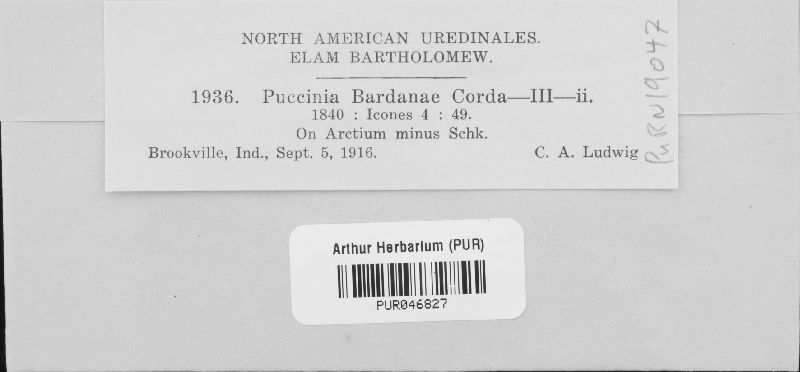 NORTH AMERICAN UREDINALES.
ELAM BARTHOLOMEW.
1936. Puccinia Bardanae Corda—III—ii.
1840 : Icones 4 : 49.
On Arctium minus Schk.
Brookville, Ind., Sept. 5, 1916. C. A. Ludwig
PURN19047
Arthur Herbarium (PUR)
PUR046827